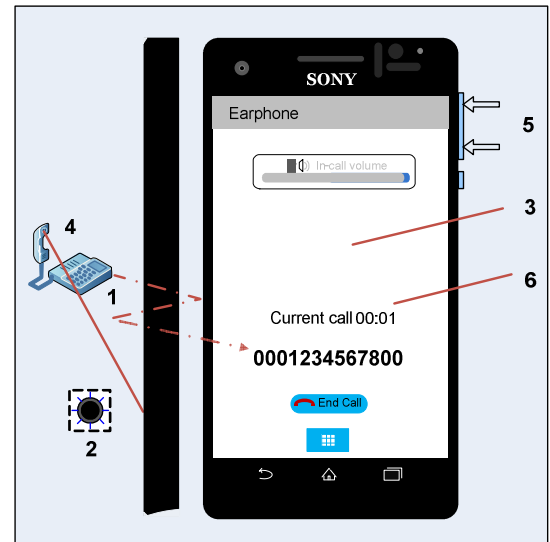 SONY
Earphone
In-call volume
5
3
4
6
1
Current call 00:01
0001234567800
End Call
2